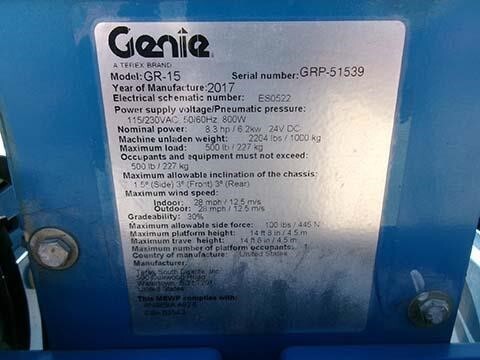 Genie
A TEREX BRAND
Model: GR-15 Serial number: GRP-51539
Year of Manufacture: 2017
Electrical schematic number: ES0522
Power supply voltage/Pneumatic pressure:
115/230VAC, 50/60Hz, 800W
Nominal power: 8.3 hp / 6.2kw 24V DC
Machine unladen weight: 2204 lbs / 1000 kg
Maximum load: 500 lb / 227 kg
Occupants and equipment must not exceed:
500 lb / 227 kg
Maximum allowable inclination of the chassis:
1.5° (Side) 3° (Front) 3° (Rear)
Maximum wind speed:
Indoor: 28 mph / 12.5 m/s
Outdoor: 28 mph / 12.5 m/s
Gradeability: 30%
Maximum allowable side force: 100 lbs / 445 N
Maximum platform height: 14 ft 8 in / 4.5 m
Maximum travel height: 14 ft 8 in / 4.5 m
Maximum number of platform occupants: 1
Country of manufacture: United States
Manufacturer:
Terex South Dakota, Inc.
United States
This MEWP complies with: